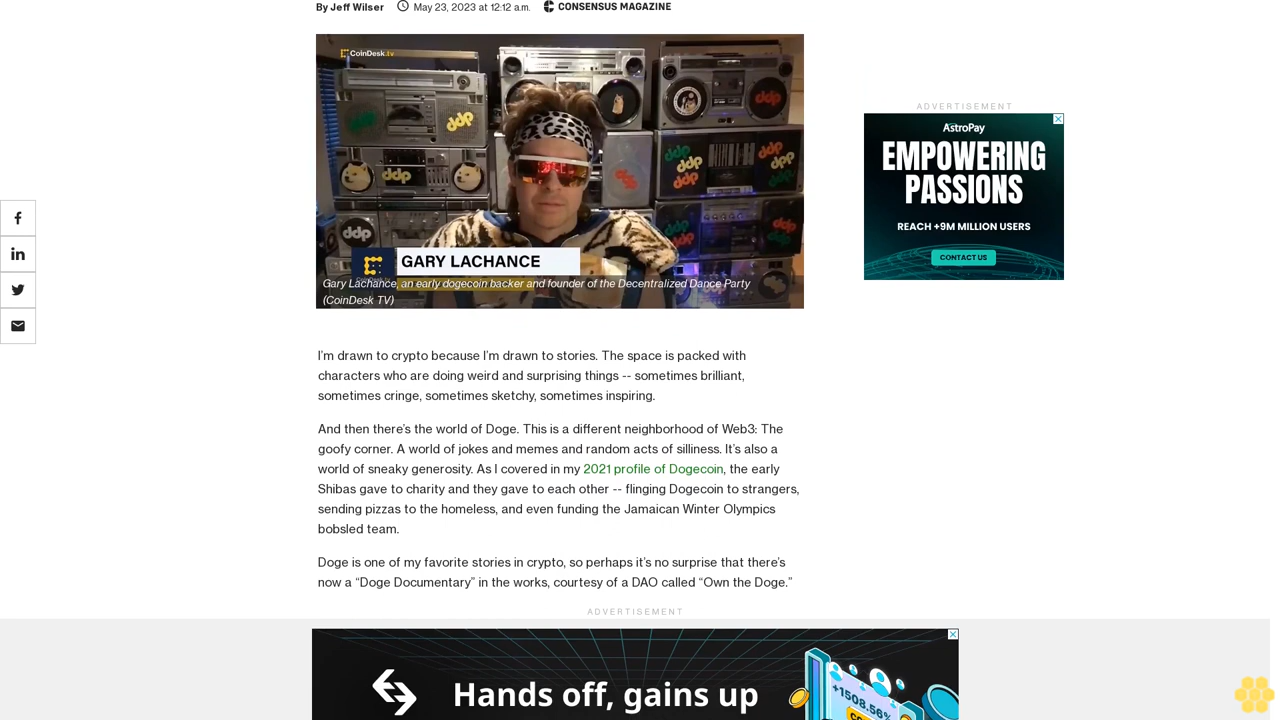 By Jeff Wilser May 23, 2023 at 12:12 a.m. CONSENSUS MAGAZINE
CoinDesk.tv
ddp
ddp
ddp
GARY LACHANCE
CoinDesk.tv
Gary Lachance, an early dogecoin backer and founder of the Decentralized Dance Party
(CoinDesk TV)
ADVERTISEMENT
AstroPay
EMPOWERING
PASSIONS
REACH +9M MILLION USERS
CONTACT US
I’m drawn to crypto because I’m drawn to stories. The space is packed with
characters who are doing weird and surprising things -- sometimes brilliant,
sometimes cringe, sometimes sketchy, sometimes inspiring.
And then there’s the world of Doge. This is a different neighborhood of Web3: The
goofy corner. A world of jokes and memes and random acts of silliness. It’s also a
world of sneaky generosity. As I covered in my 2021 profile of Dogecoin, the early
Shibas gave to charity and they gave to each other -- flinging Dogecoin to strangers,
sending pizzas to the homeless, and even funding the Jamaican Winter Olympics
bobsled team.
Doge is one of my favorite stories in crypto, so perhaps it’s no surprise that there’s
now a “Doge Documentary” in the works, courtesy of a DAO called “Own the Doge.”
ADVERTISEMENT
Hands off, gains up
+1508.56%